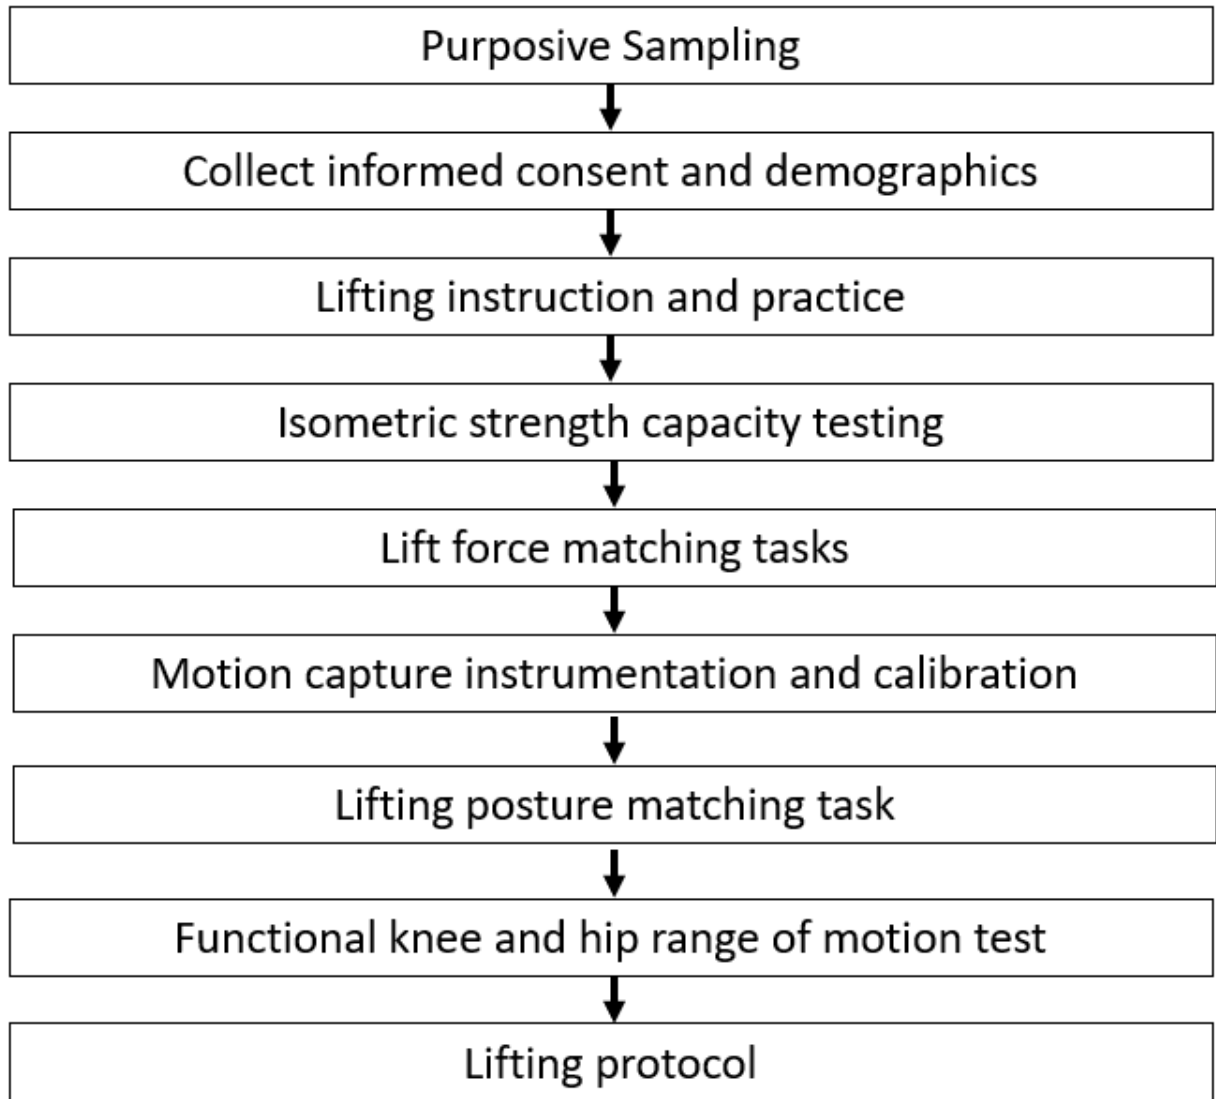 Purposive Sampling
Collect informed consent and demographics
Lifting instruction and practice
Isometric strength capacity testing
Lift force matching tasks
Motion capture instrumentation and calibration
Lifting posture matching task
Functional knee and hip range of motion test
Lifting protocol